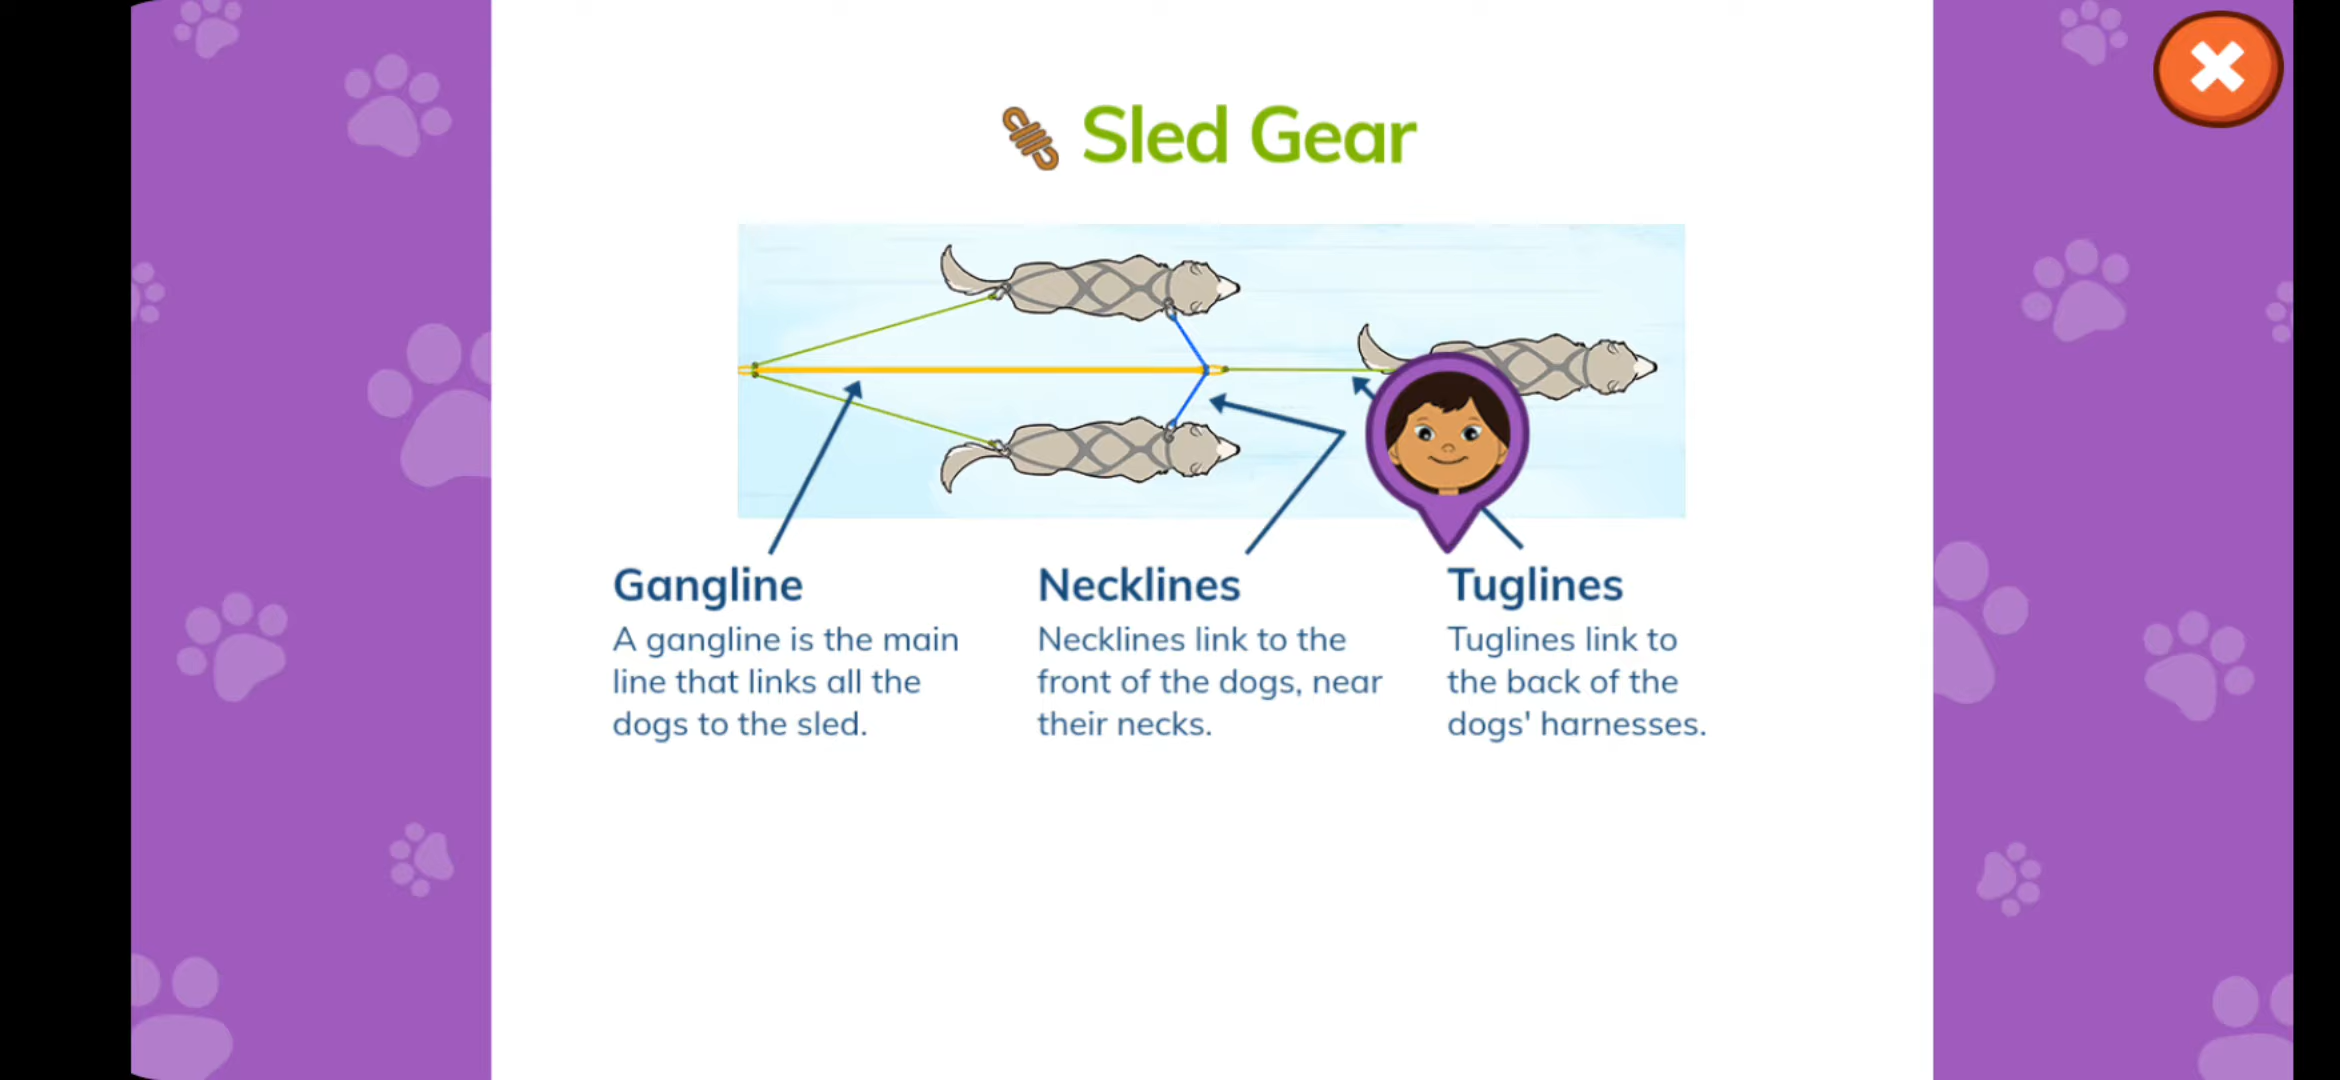 Sled Gear
Gangline
A gangline is the main
line that links all the
dogs to the sled.
Necklines
Necklines link to the
front of the dogs, near
their necks.
Tuglines
Tuglines link to
the back of the
dogs' harnesses.